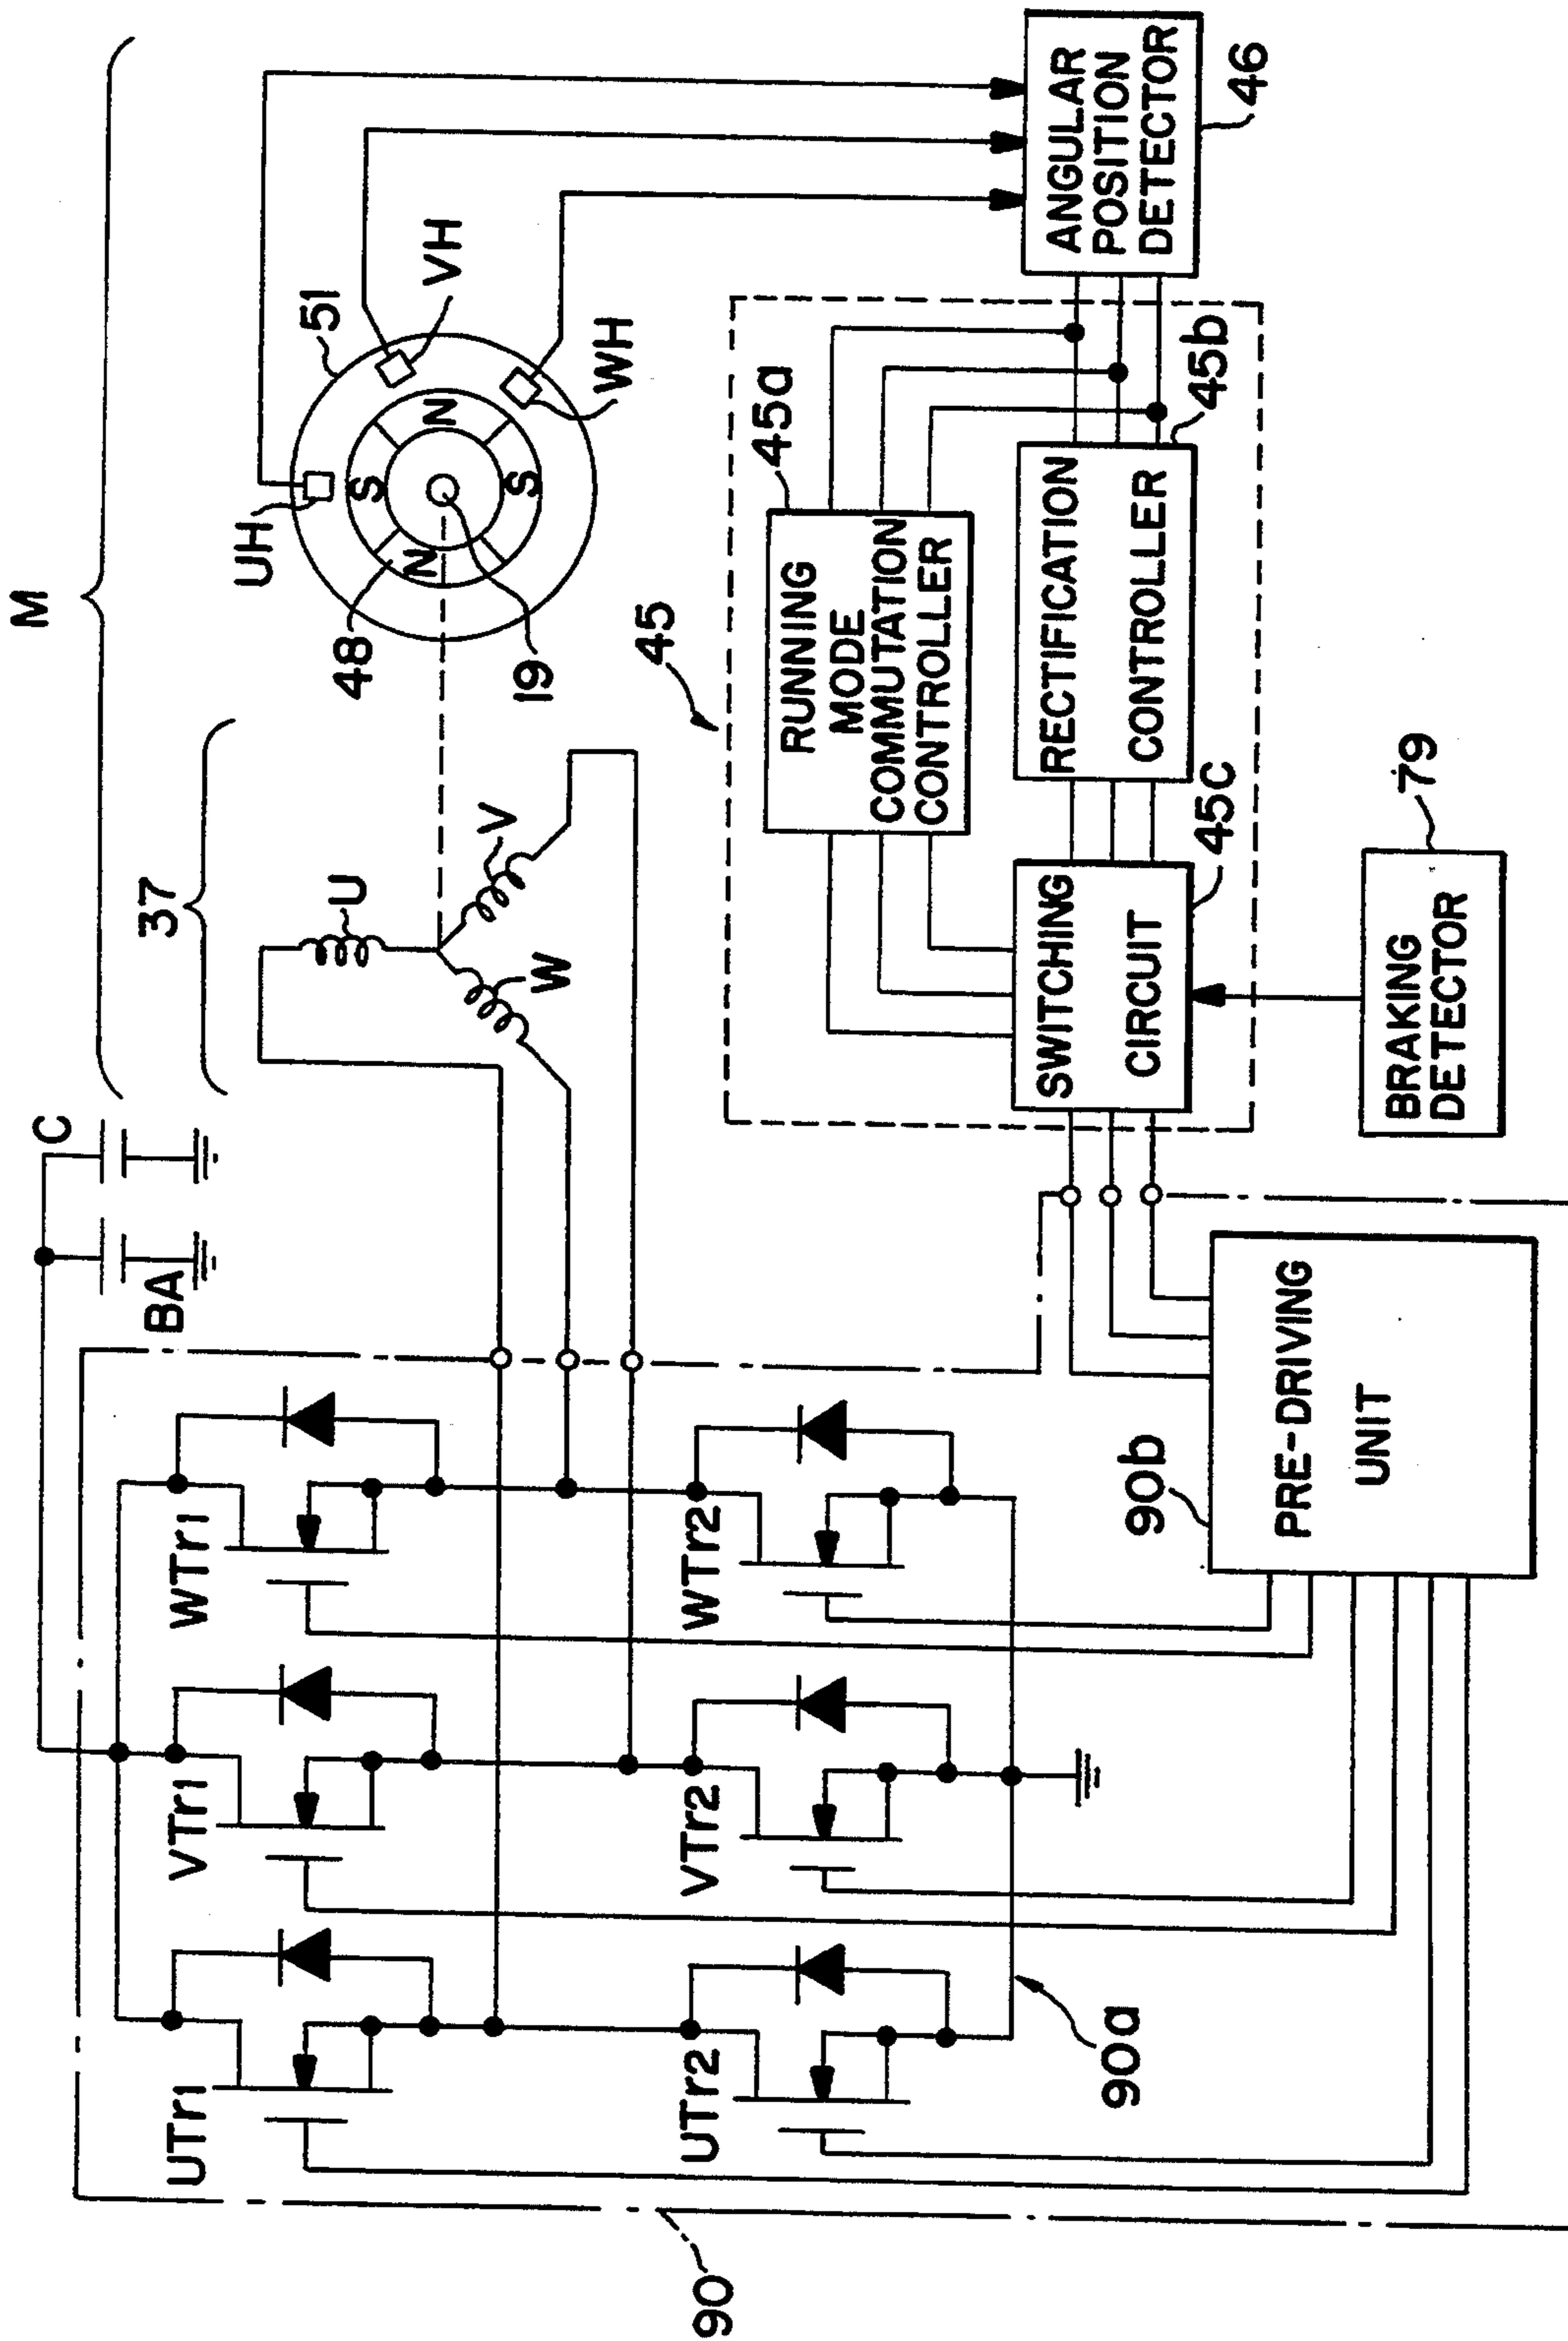 M
37
C
BA
51
UH
VH
WH
S
N
S
N
48
19
U
V
W
WTr1
VTr1
UTr1
WTr2
VTr2
UTr2
90a
90
90b
PRE-DRIVING
UNIT
45
45a
RUNNING
MODE
COMMUTATION
CONTROLLER
RECTIFICATION
CONTROLLER
45b
SWITCHING
CIRCUIT
45c
ANGULAR
POSITION
DETECTOR
46
BRAKING
DETECTOR
79